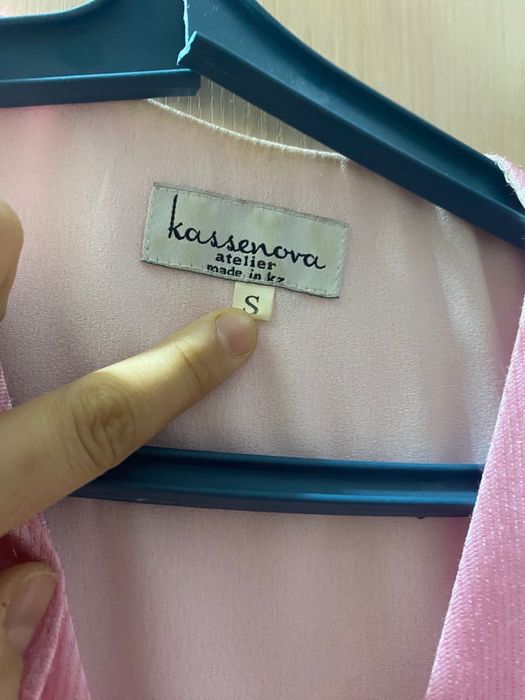 kassenova
atelier
made in kz
S